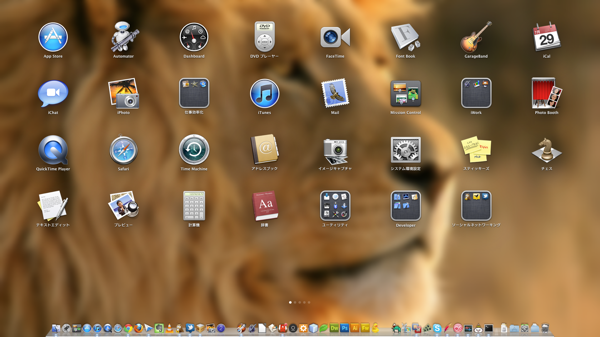 App Store
Automator
Dashboard
DVD プレーヤー
FaceTime
Font Book
GarageBand
iCal
29
iChat
iPhoto
iTunes
Mail
Mission Control
iWork
Photo Booth
QuickTime Player
Safari
Time Machine
アドレスブック
イメージキャプチャ
システム環境設定
スティッキーズ
チェス
テキストエディット
プレビュー
計算機
辞書
Aa
ユーティリティ
Developer
ソーシャルネットワーキング